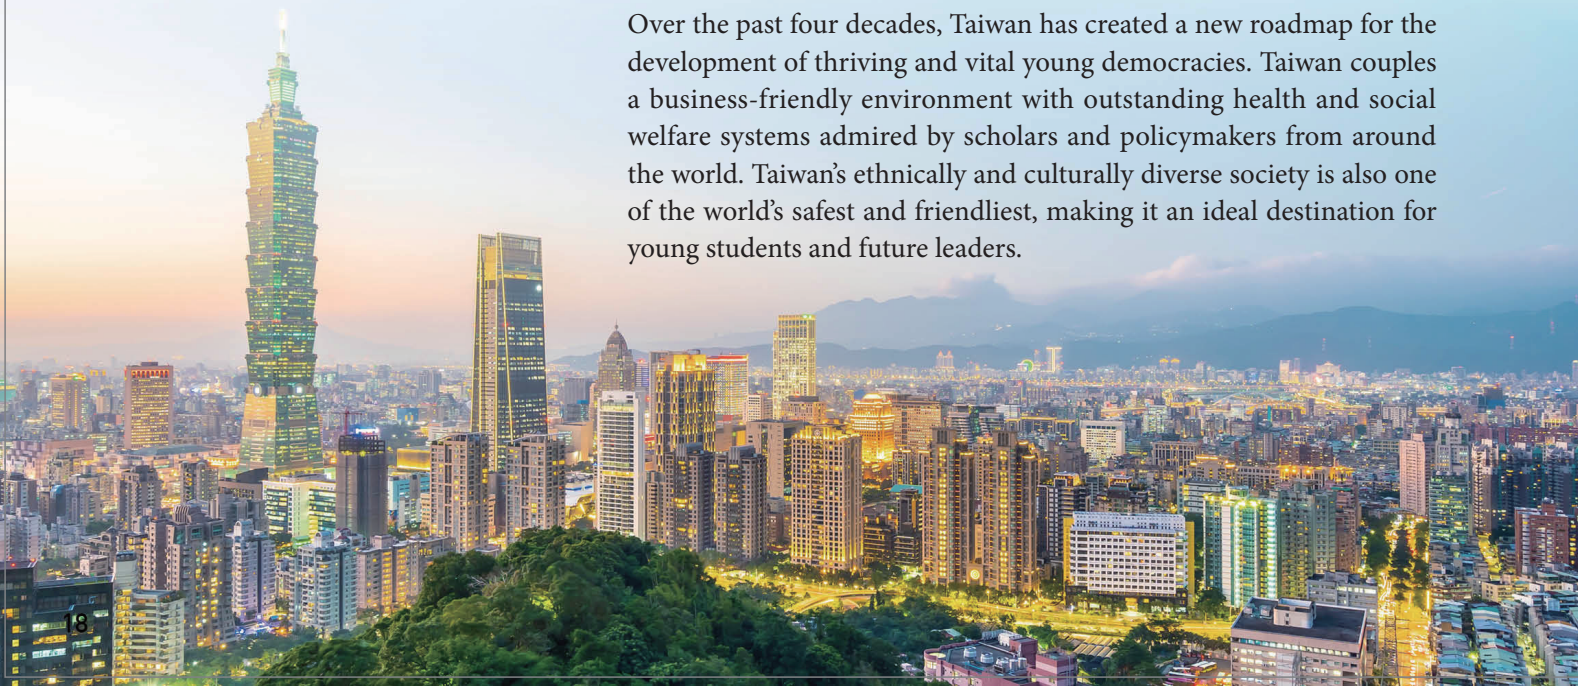 Over the past four decades, Taiwan has created a new roadmap for the
development of thriving and vital young democracies. Taiwan couples
a business-friendly environment with outstanding health and social
welfare systems admired by scholars and policymakers from around
the world. Taiwan’s ethnically and culturally diverse society is also one
of the world’s safest and friendliest, making it an ideal destination for
young students and future leaders.
18